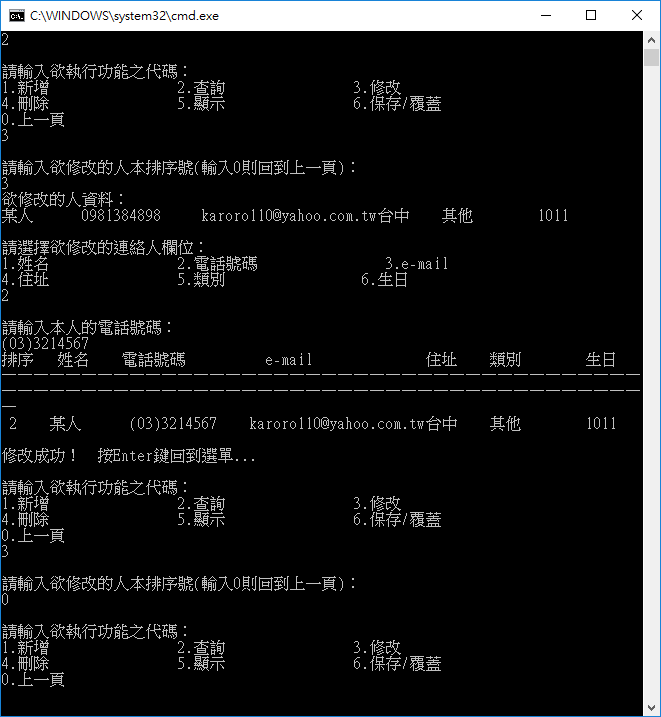 C:\WINDOWS\system32\cmd.exe
2
請輸入欲執行功能之代碼：
1.新增 2.查詢 3.修改
4.刪除 5.顯示 6.保存/覆蓋
0.上一頁
3
請輸入欲修改的人本排序號(輸入0則回到上一頁)：
3
欲修改的人資料：
某人 0981384898 karoro110@yahoo.com.tw台中 其他 1011
請選擇欲修改的連絡人欄位：
1.姓名 2.電話號碼 3.e-mail
4.住址 5.類別 6.生日
2
請輸入本人的電話號碼：
(03)3214567
排序 姓名 電話號碼 e-mail 住址 類別 生日
－－－－－－－－－－－－－－－－－－－－－－－－－－－－－－－－－－－－－－－－
－－－－－－－－－－－－－－－－－－－－－－－－－－－－－－－－－－－－－－－－
－
2 某人 (03)3214567 karoro110@yahoo.com.tw台中 其他 1011
修改成功！ 按Enter鍵回到選單...
請輸入欲執行功能之代碼：
1.新增 2.查詢 3.修改
4.刪除 5.顯示 6.保存/覆蓋
0.上一頁
3
請輸入欲修改的人本排序號(輸入0則回到上一頁)：
0
請輸入欲執行功能之代碼：
1.新增 2.查詢 3.修改
4.刪除 5.顯示 6.保存/覆蓋
0.上一頁